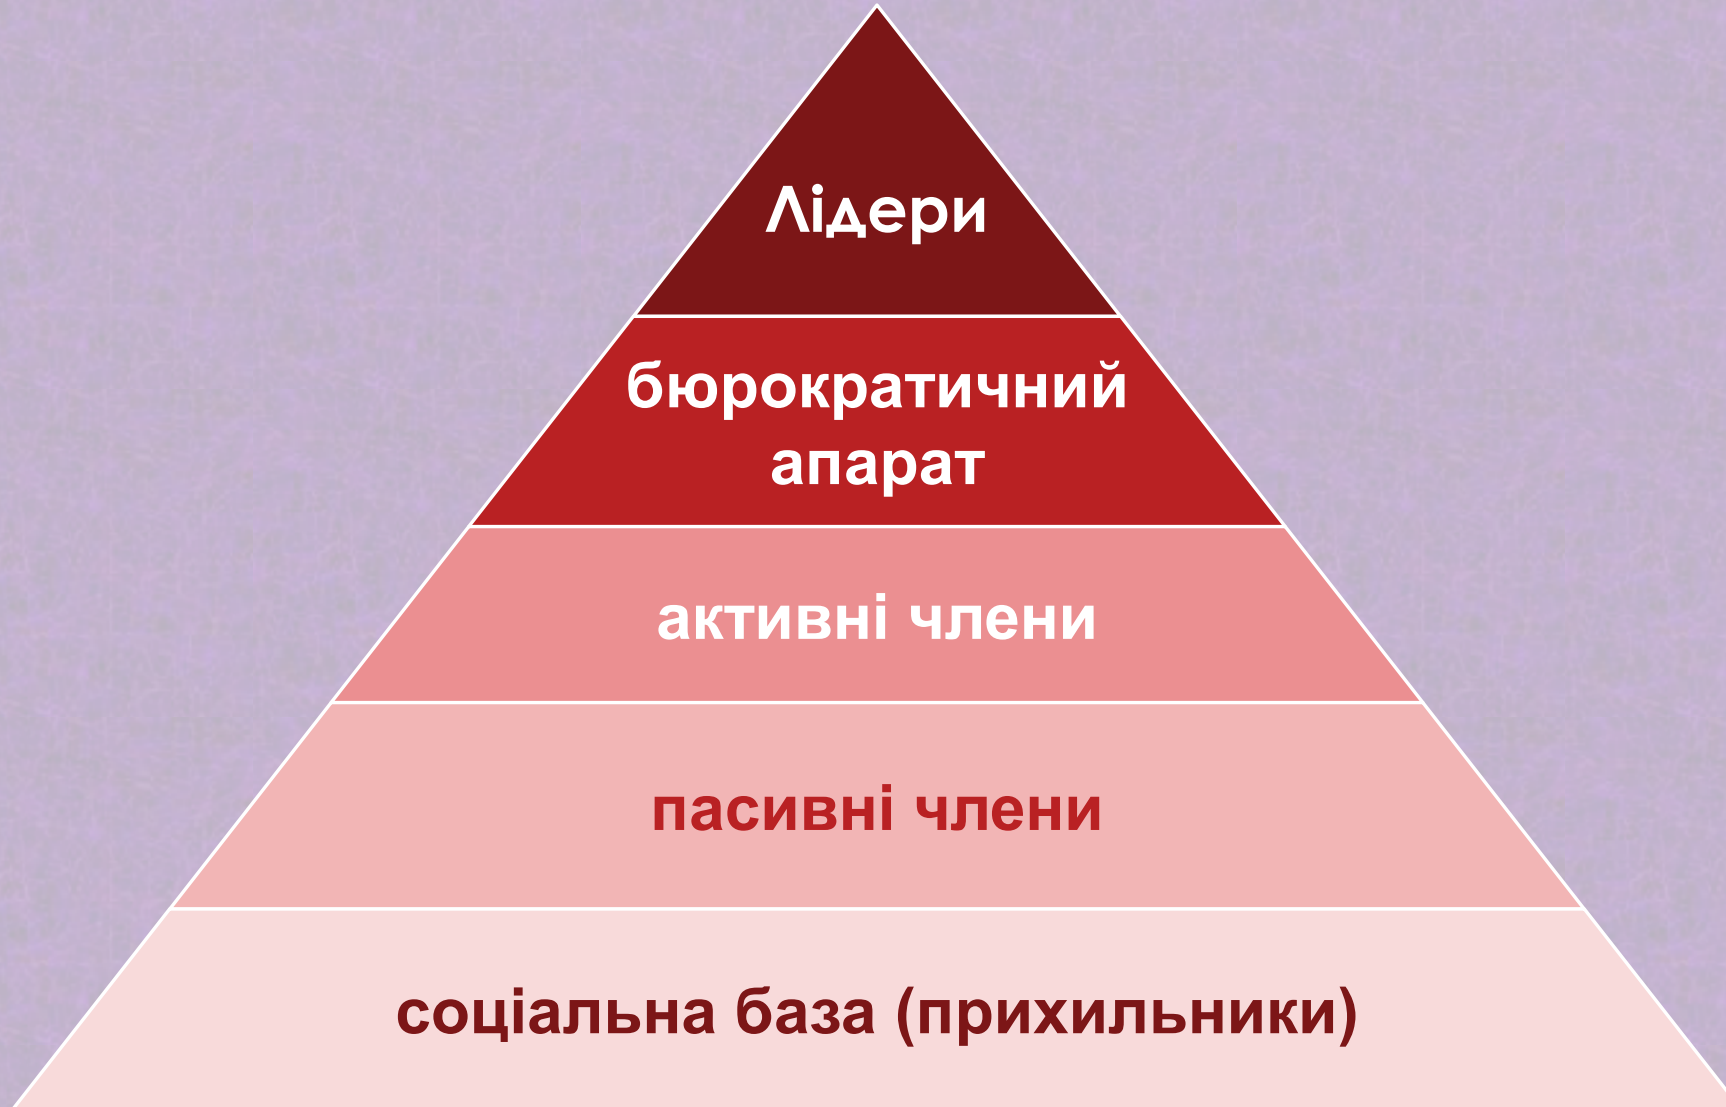 Лідери
бюрократичний
апарат
активні члени
пасивні члени
соціальна база (прихильники)